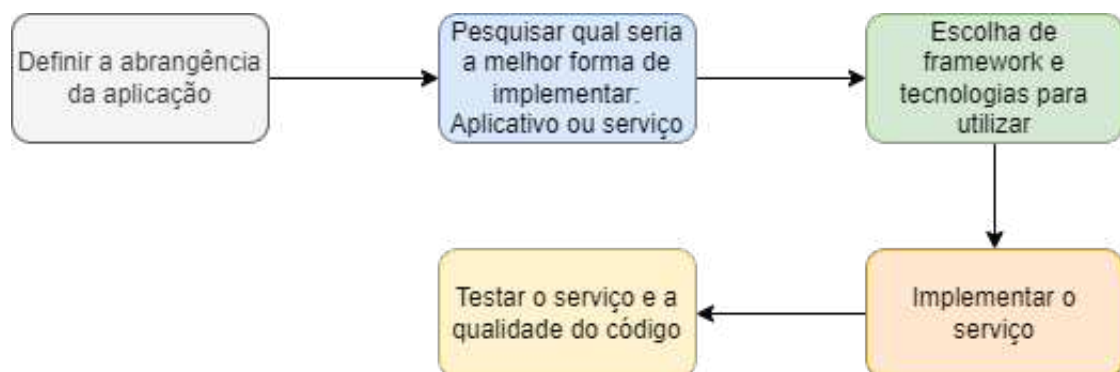 Definir a abrangência
da aplicação
Pesquisar qual seria
a melhor forma de
implementar:
Aplicativo ou serviço
Escolha de
framework e
tecnologias para
utilizar
Implementar o
serviço
Testar o serviço e a
qualidade do código